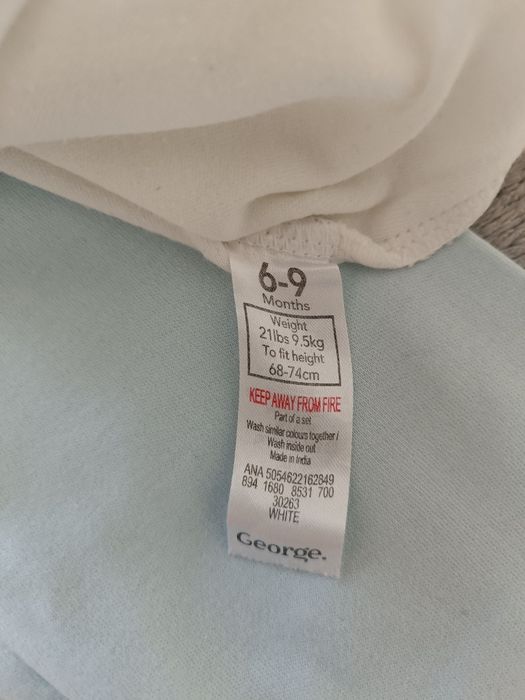 6-9
Months
Weight
21lbs 9.5kg
To fit height
68-74cm
KEEP AWAY FROM FIRE
Part of a set
Wash similar colours together /
Wash inside out
Made in India
ANA 5054622162849
894 1680 8531 700
30263
WHITE
George.